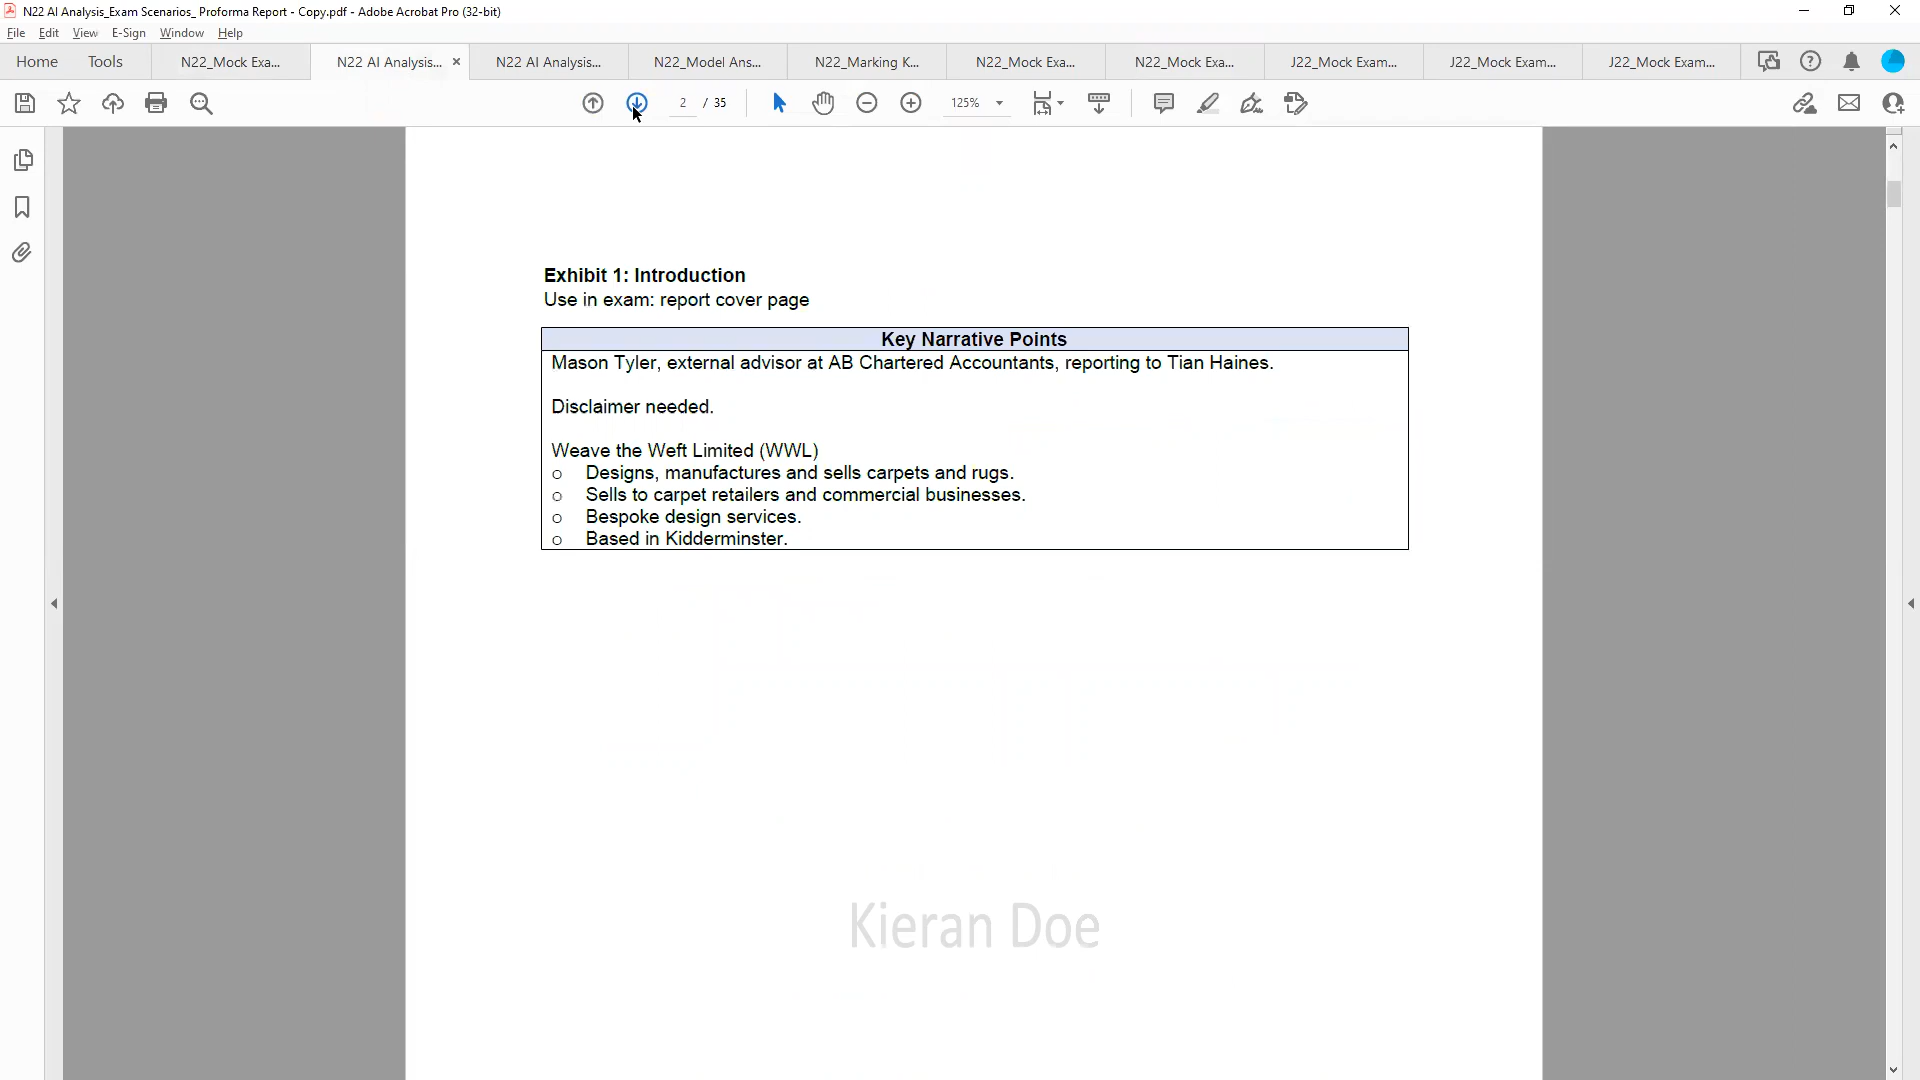 N22 AI Analysis_Exam Scenarios_ Proforma Report - Copy.pdf - Adobe Acrobat Pro (32-bit)
File Edit View E-Sign Window Help
Home Tools N22_Mock Exa... N22 AI Analysis... N22 AI Analysis... N22_Model Ans... N22_Marking K... N22_Mock Exa... N22_Mock Exa... J22_Mock Exam... J22_Mock Exam... J22_Mock Exam...
2 / 35 125%
Exhibit 1: Introduction
Use in exam: report cover page
Key Narrative Points
Mason Tyler, external advisor at AB Chartered Accountants, reporting to Tian Haines.
Disclaimer needed.
Weave the Weft Limited (WWL)
o Designs, manufactures and sells carpets and rugs.
o Sells to carpet retailers and commercial businesses.
o Bespoke design services.
o Based in Kidderminster.
Kieran Doe